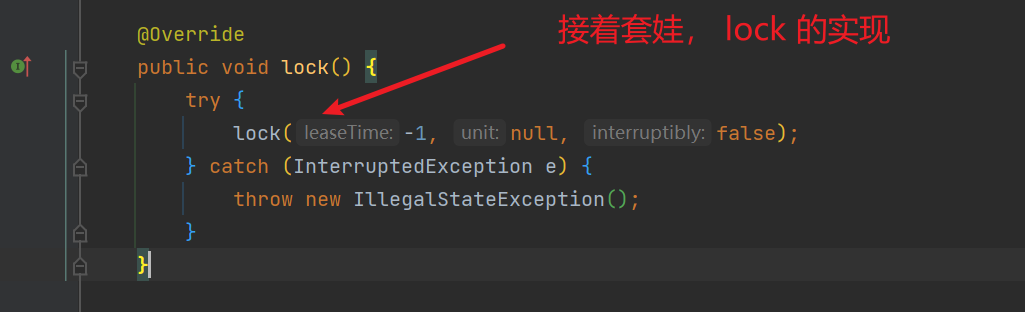 接着套娃， lock 的实现
@Override
public void lock() {
try {
lock( leaseTime: -1, unit: null, interruptibly: false);
} catch (InterruptedException e) {
throw new IllegalStateException();
}
}